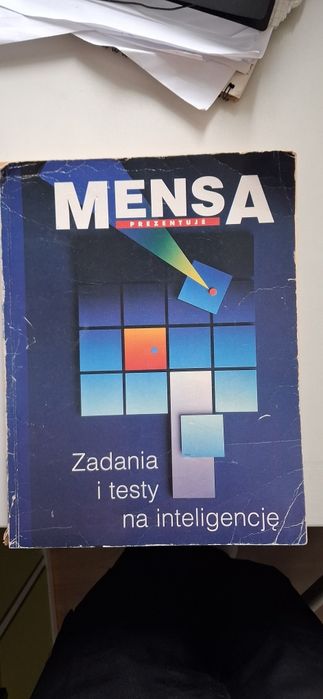 MENSA
PREZENTUJE
Zadania
i testy
na inteligencję